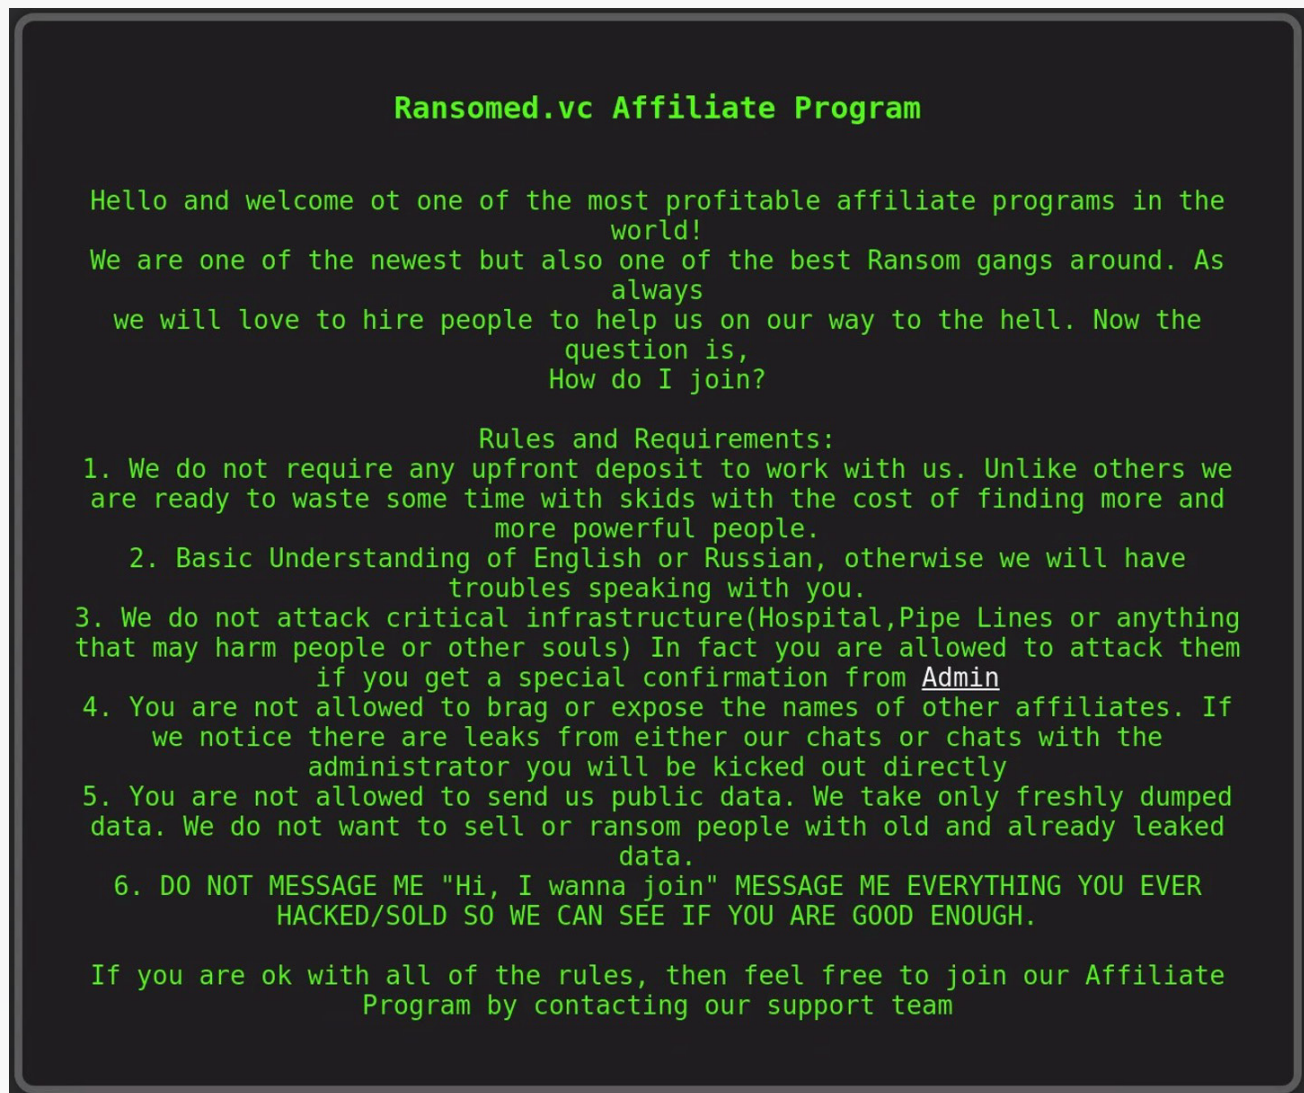 Ransomed.vc Affiliate Program
Hello and welcome ot one of the most profitable affiliate programs in the
world!
We are one of the newest but also one of the best Ransom gangs around. As
always
we will love to hire people to help us on our way to the hell. Now the
question is,
How do I join?
Rules and Requirements:
1. We do not require any upfront deposit to work with us. Unlike others we
are ready to waste some time with skids with the cost of finding more and
more powerful people.
2. Basic Understanding of English or Russian, otherwise we will have
troubles speaking with you.
3. We do not attack critical infrastructure(Hospital,Pipe Lines or anything
that may harm people or other souls) In fact you are allowed to attack them
if you get a special confirmation from Admin
4. You are not allowed to brag or expose the names of other affiliates. If
we notice there are leaks from either our chats or chats with the
administrator you will be kicked out directly
5. You are not allowed to send us public data. We take only freshly dumped
data. We do not want to sell or ransom people with old and already leaked
data.
6. DO NOT MESSAGE ME "Hi, I wanna join" MESSAGE ME EVERYTHING YOU EVER
HACKED/SOLD SO WE CAN SEE IF YOU ARE GOOD ENOUGH.
If you are ok with all of the rules, then feel free to join our Affiliate
Program by contacting our support team